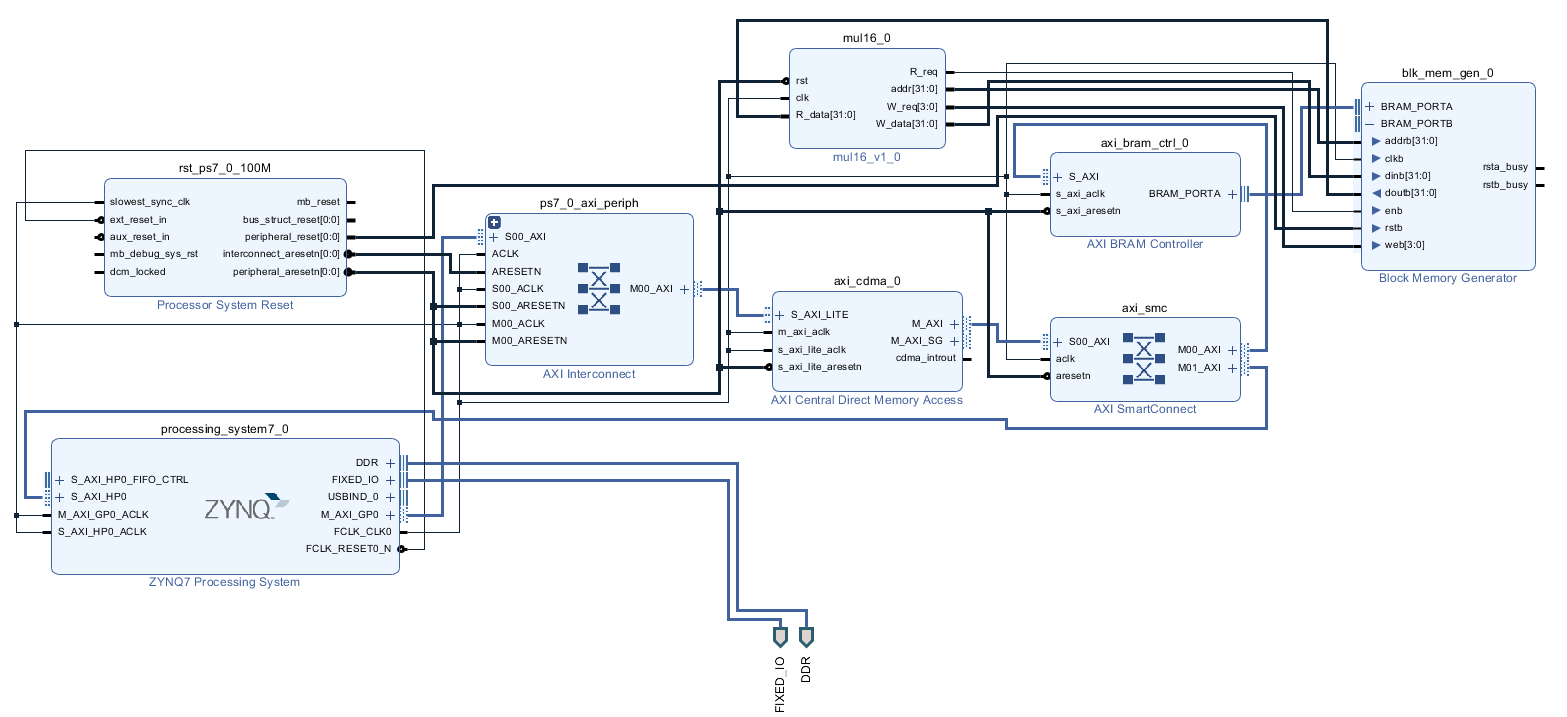 mul16_0
rst
clk
R_data[31:0]
R_req
addr[31:0]
W_req[3:0]
W_data[31:0]
mul16_v1_0
blk_mem_gen_0
BRAM_PORTA
BRAM_PORTB
addrb[31:0]
clkb
dinb[31:0]
doutb[31:0]
enb
rstb
web[3:0]
rsta_busy
rstb_busy
Block Memory Generator
axi_bram_ctrl_0
S_AXI
s_axi_aclk
s_axi_aresetn
BRAM_PORTA
AXI BRAM Controller
rst_ps7_0_100M
slowest_sync_clk
ext_reset_in
aux_reset_in
mb_debug_sys_rst
dcm_locked
mb_reset
bus_struct_reset[0:0]
peripheral_reset[0:0]
interconnect_aresetn[0:0]
peripheral_aresetn[0:0]
Processor System Reset
ps7_0_axi_periph
S00_AXI
ACLK
ARESETN
S00_ACLK
S00_ARESETN
M00_ACLK
M00_ARESETN
M00_AXI
AXI Interconnect
axi_cdma_0
S_AXI_LITE
m_axi_aclk
s_axi_lite_aclk
s_axi_lite_aresetn
M_AXI
M_AXI_SG
cdma_introut
AXI Central Direct Memory Access
axi_smc
S00_AXI
aclk
aresetn
M00_AXI
M01_AXI
AXI SmartConnect
processing_system7_0
S_AXI_HP0_FIFO_CTRL
S_AXI_HP0
M_AXI_GP0_ACLK
S_AXI_HP0_ACLK
ZYNQ
DDR
FIXED_IO
USBIND_0
M_AXI_GP0
FCLK_CLK0
FCLK_RESET0_N
ZYNQ7 Processing System
FIXED_IO
DDR